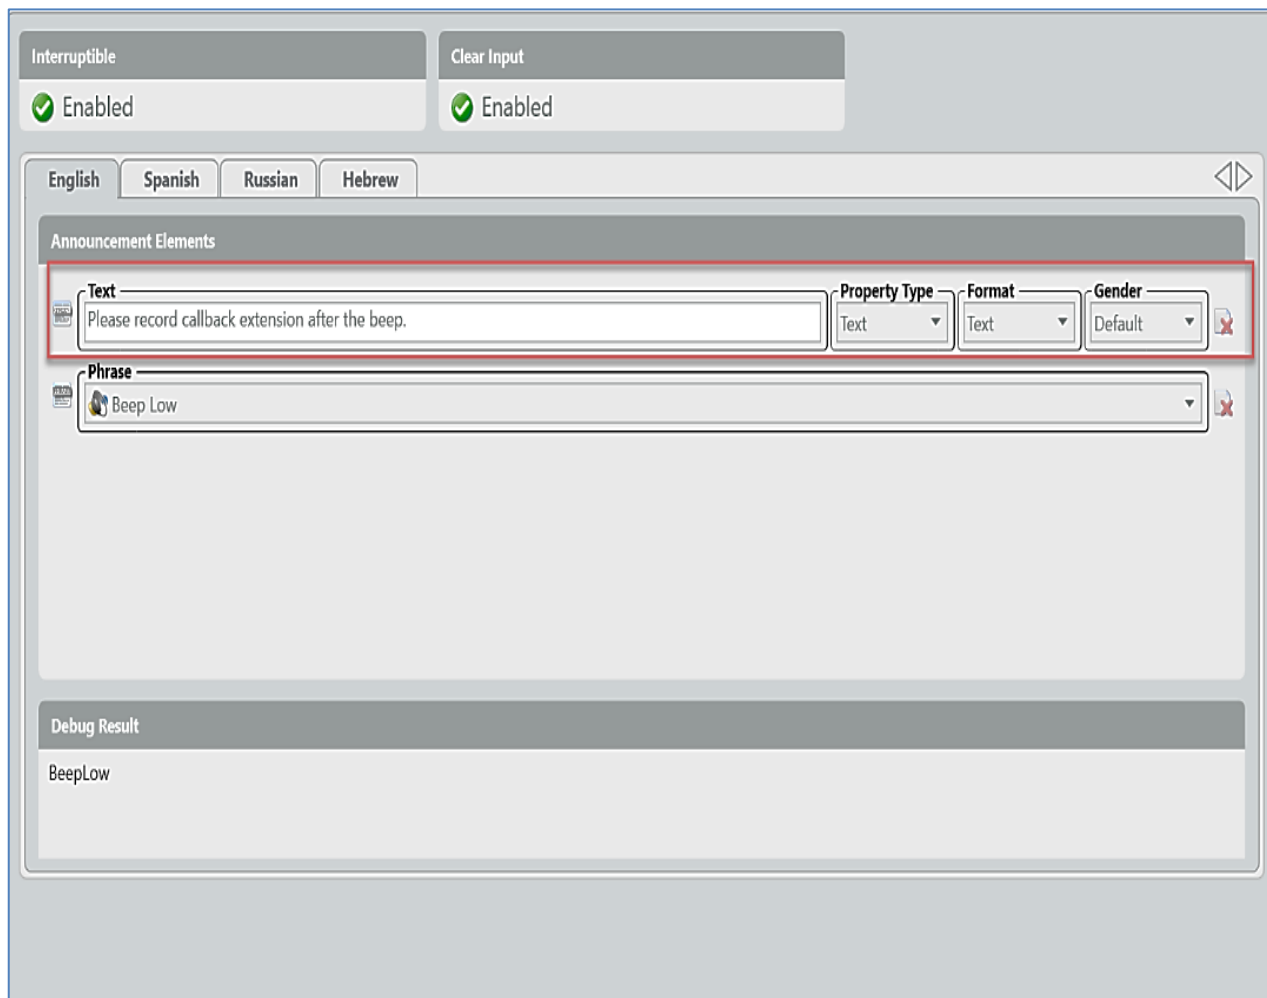 Interruptible
Clear Input
Enabled
Enabled
English
Spanish
Russian
Hebrew
Announcement Elements
Text
Property Type
Format
Gender
Please record callback extension after the beep.
Text
Text
Default
Phrase
Beep Low
Debug Result
BeepLow